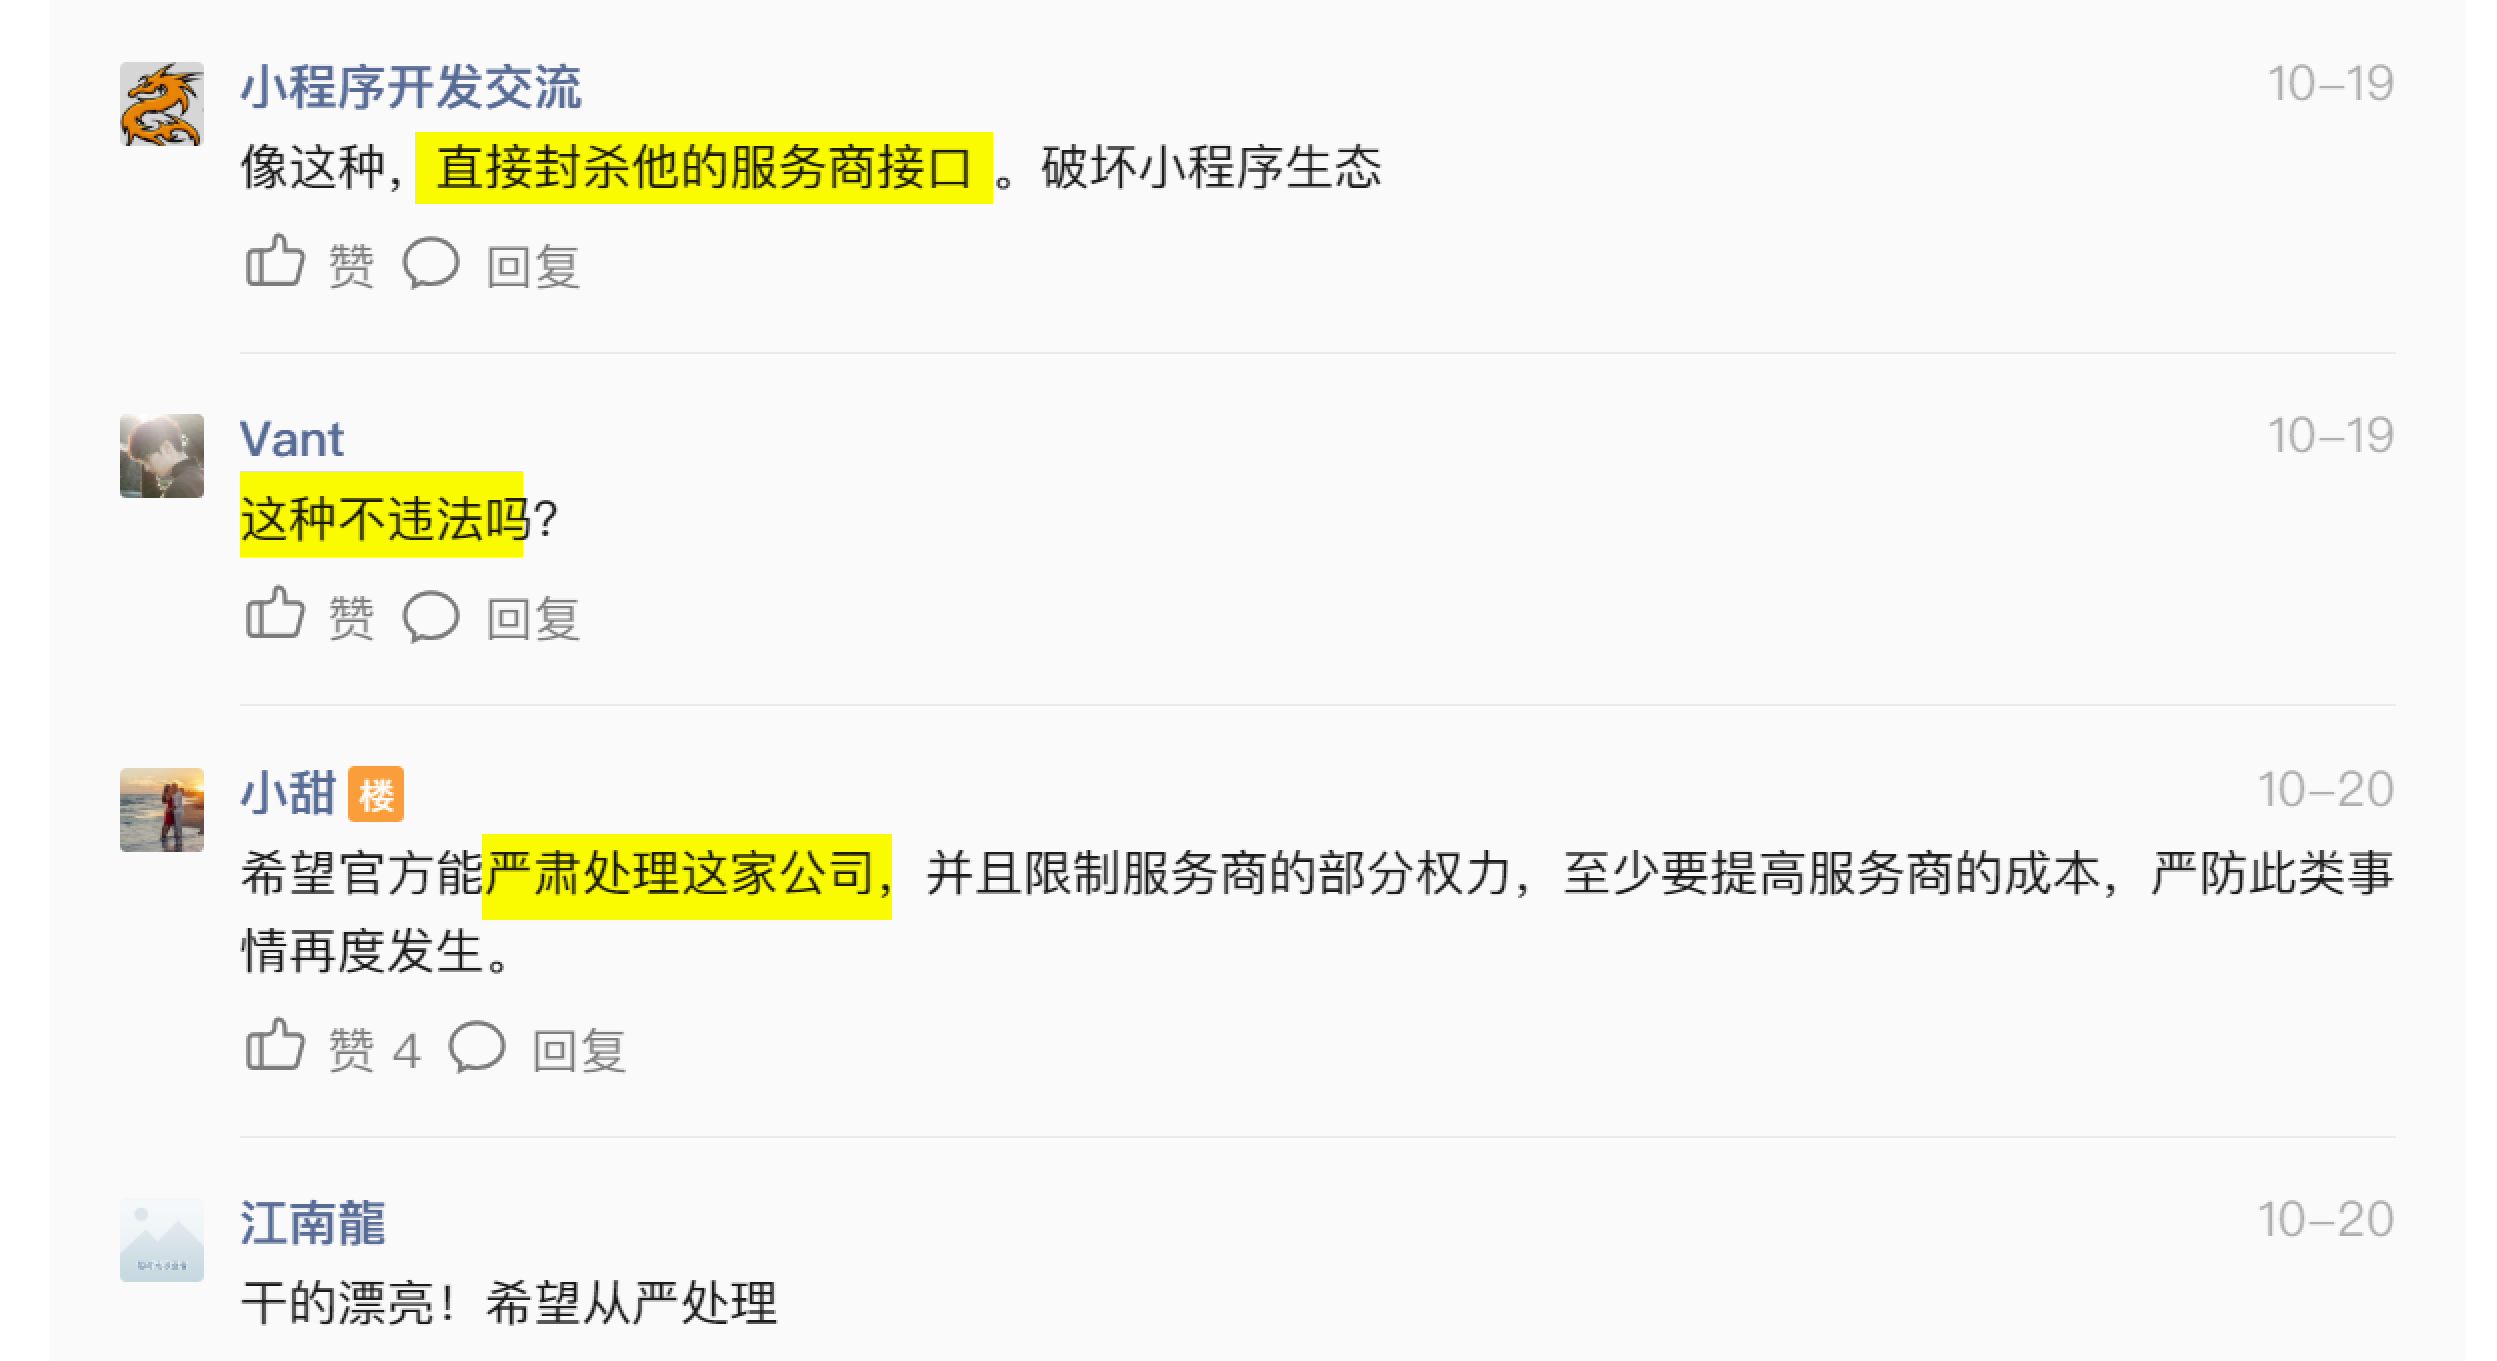 小程序开发交流
10-19
像这种，直接封杀他的服务商接口。破坏小程序生态
赞 回复
Vant
10-19
这种不违法吗?
赞 回复
小甜 楼
10-20
希望官方能严肃处理这家公司，并且限制服务商的部分权力，至少要提高服务商的成本，严防此类事
情再度发生。
赞 4 回复
江南龍
10-20
干的漂亮！希望从严处理